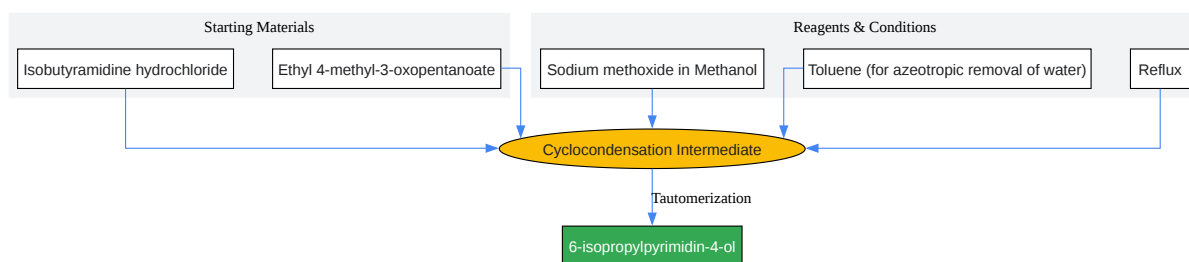 Starting Materials
Reagents & Conditions
Isobutyramidine hydrochloride
Ethyl 4-methyl-3-oxopentanoate
Sodium methoxide in Methanol
Toluene (for azeotropic removal of water)
Reflux
Cyclocondensation Intermediate
Tautomerization
6-isopropylpyrimidin-4-ol